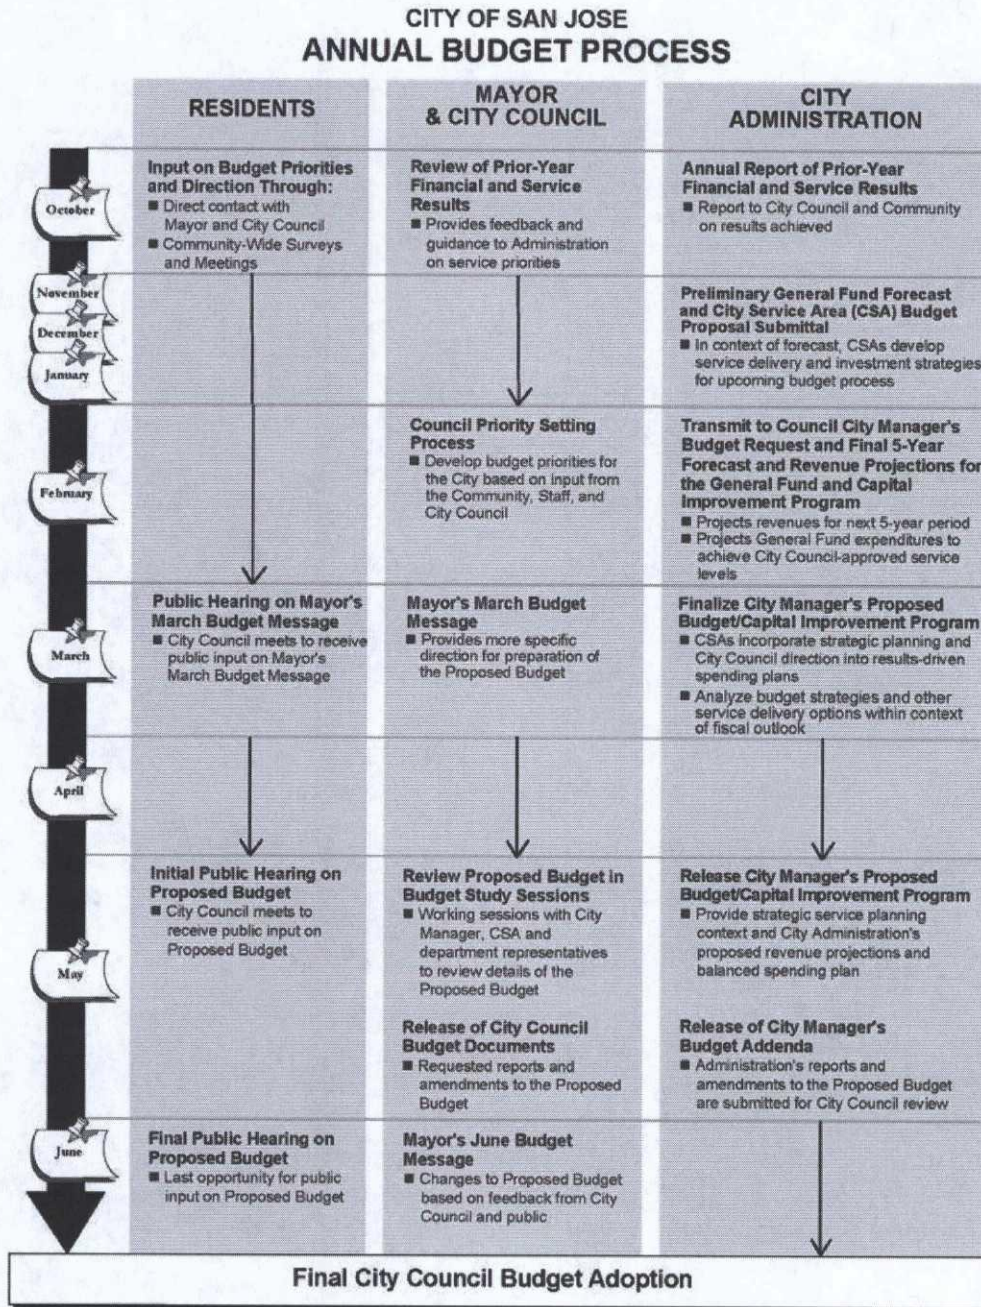 CITY OF SAN JOSE
ANNUAL BUDGET PROCESS
RESIDENTS
MAYOR
& CITY COUNCIL
CITY
ADMINISTRATION
October
Input on Budget Priorities
and Direction Through:
■ Direct contact with
Mayor and City Council
■ Community-Wide Surveys
and Meetings
Review of Prior-Year
Financial and Service
Results
■ Provides feedback and
guidance to Administration
on service priorities
Annual Report of Prior-Year
Financial and Service Results
■ Report to City Council and Community
on results achieved
November
December
January
Preliminary General Fund Forecast
and City Service Area (CSA) Budget
Proposal Submittal
■ In context of forecast, CSAs develop
service delivery and investment strategies
for upcoming budget process
February
Council Priority Setting
Process
■ Develop budget priorities for
the City based on input from
the Community, Staff, and
City Council
Transmit to Council City Manager's
Budget Request and Final 5-Year
Forecast and Revenue Projections for
the General Fund and Capital
Improvement Program
■ Projects revenues for next 5-year period
■ Projects General Fund expenditures to
achieve City Council-approved service
levels
March
Public Hearing on Mayor's
March Budget Message
■ City Council meets to receive
public input on Mayor's
March Budget Message
Mayor's March Budget
Message
■ Provides more specific
direction for preparation of
the Proposed Budget
Finalize City Manager's Proposed
Budget/Capital Improvement Program
■ CSAs incorporate strategic planning and
City Council direction into results-driven
spending plans
■ Analyze budget strategies and other
service delivery options within context
of fiscal outlook
April
May
Initial Public Hearing on
Proposed Budget
■ City Council meets to
receive public input on
Proposed Budget
Review Proposed Budget in
Budget Study Sessions
■ Working sessions with City
Manager, CSA and
department representatives
to review details of the
Proposed Budget
Release of City Council
Budget Documents
■ Requested reports and
amendments to the Proposed
Budget
Release City Manager's Proposed
Budget/Capital Improvement Program
■ Provide strategic service planning
context and City Administration's
proposed revenue projections and
balanced spending plan
Release of City Manager's
Budget Addenda
■ Administration's reports and
amendments to the Proposed Budget
are submitted for City Council review
June
Final Public Hearing on
Proposed Budget
■ Last opportunity for public
input on Proposed Budget
Mayor's June Budget
Message
■ Changes to Proposed Budget
based on feedback from City
Council and public
Final City Council Budget Adoption